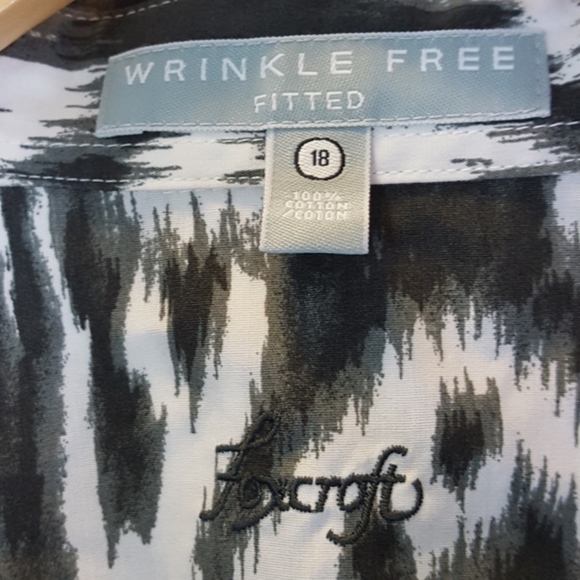 WRINKLE FREE
FITTED
18
100%
COTTON
/COTON
Foxcroft